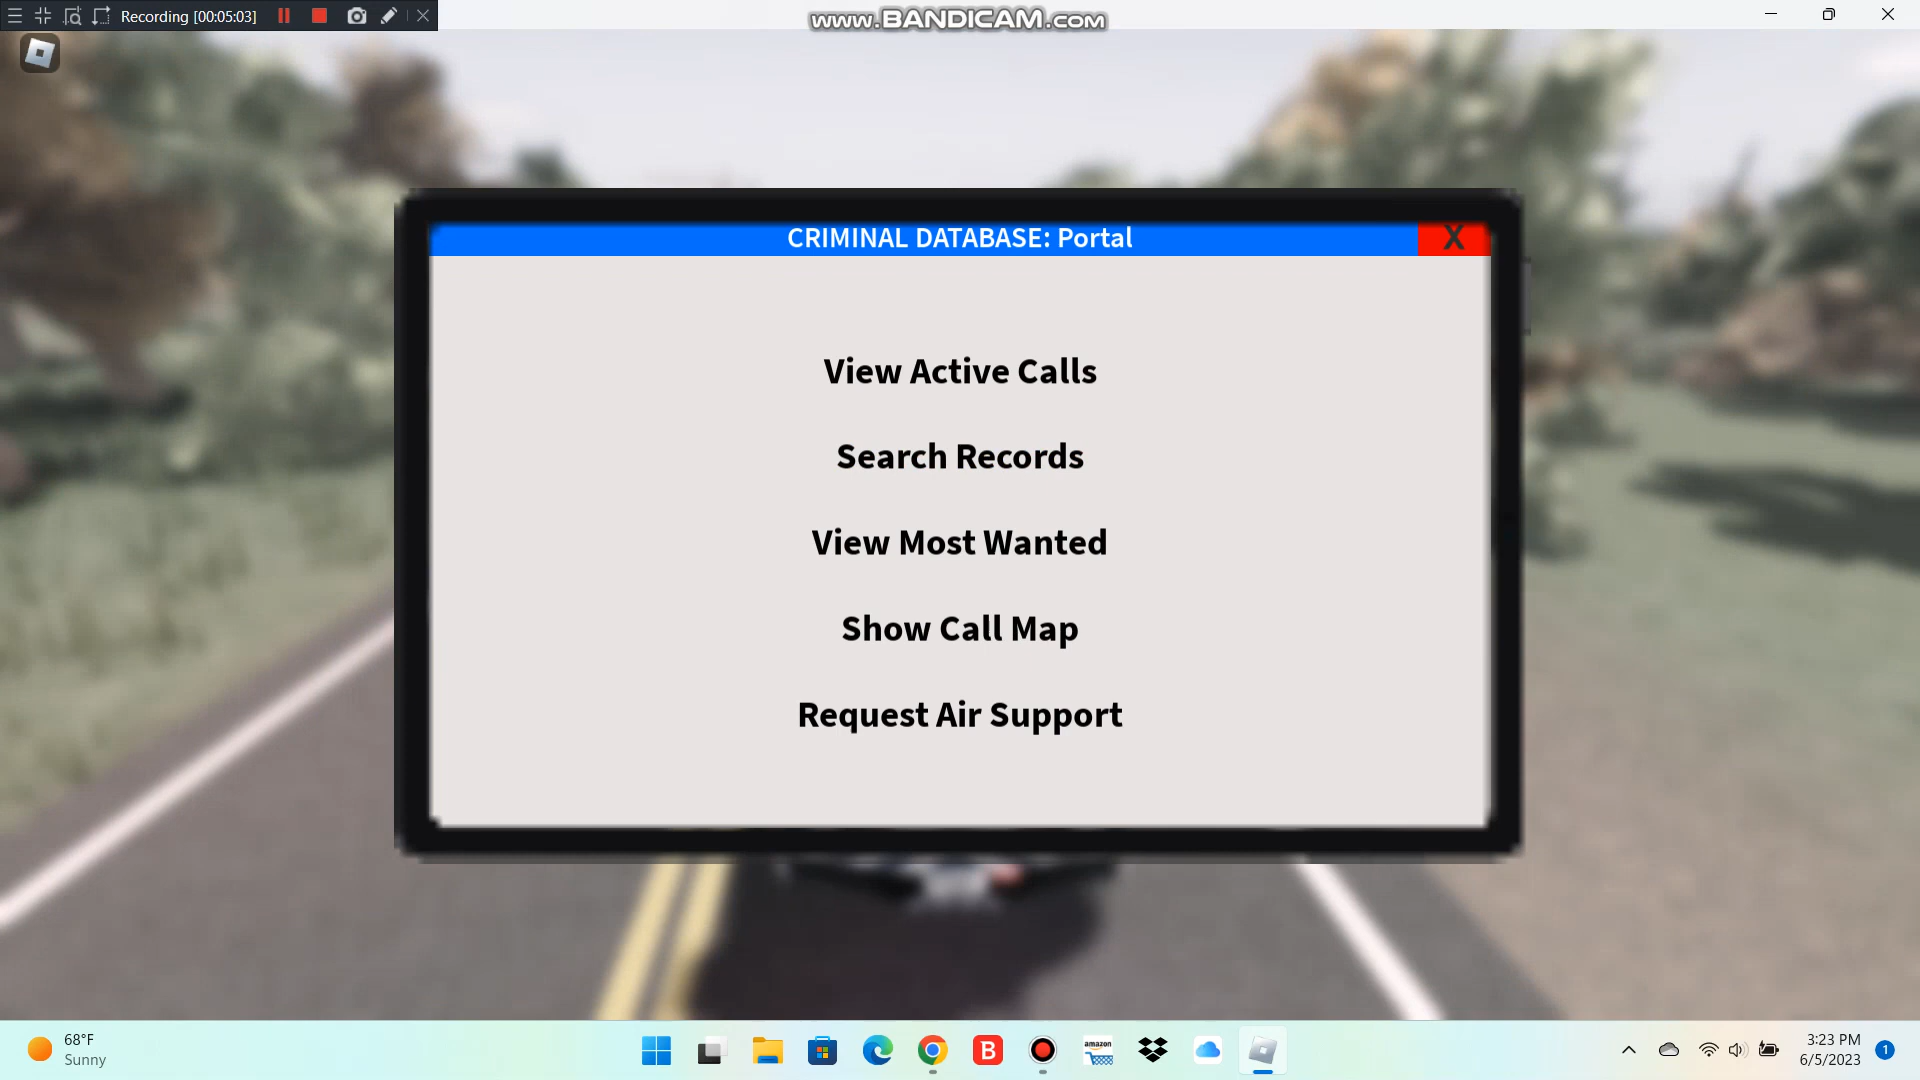 Recording [00:05:03]
www.BANDICAM.com
CRIMINAL DATABASE: Portal
X
View Active Calls
Search Records
View Most Wanted
Show Call Map
Request Air Support
68°F
Sunny
B
amazon
3:23 PM
6/5/2023
1